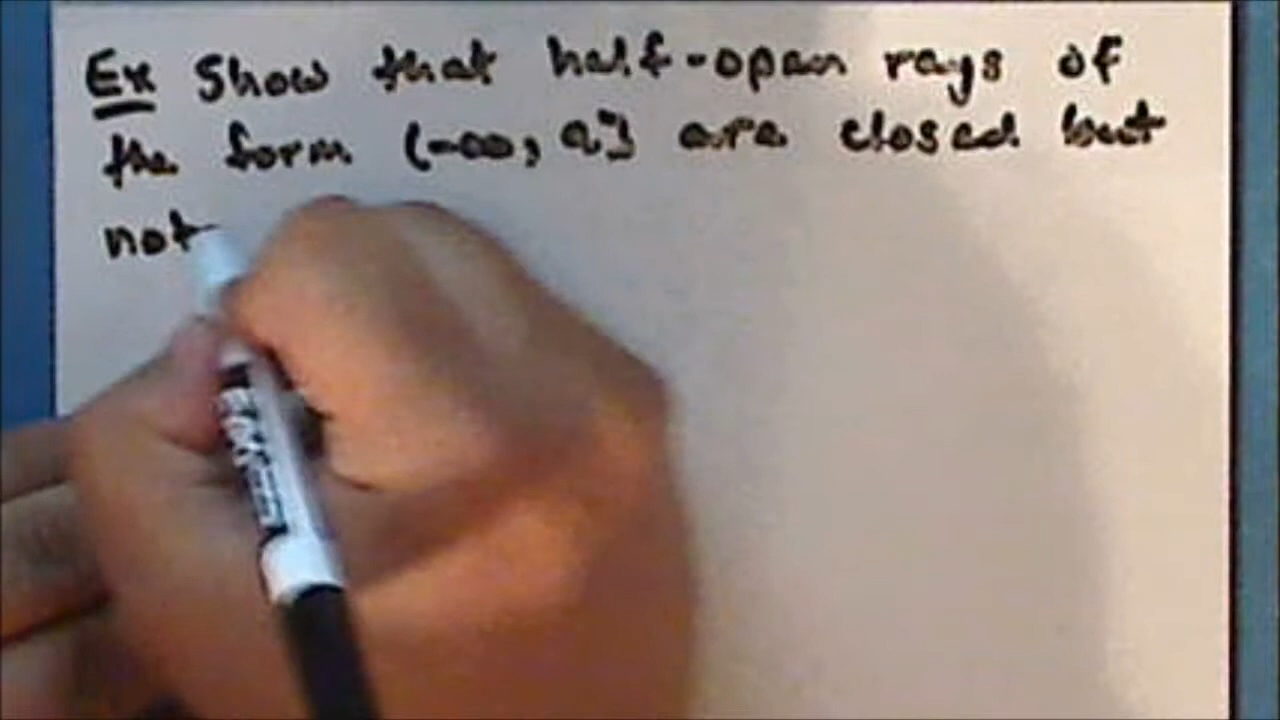 Ex Show that half-open rays of
the form (-∞, a] are closed but
not